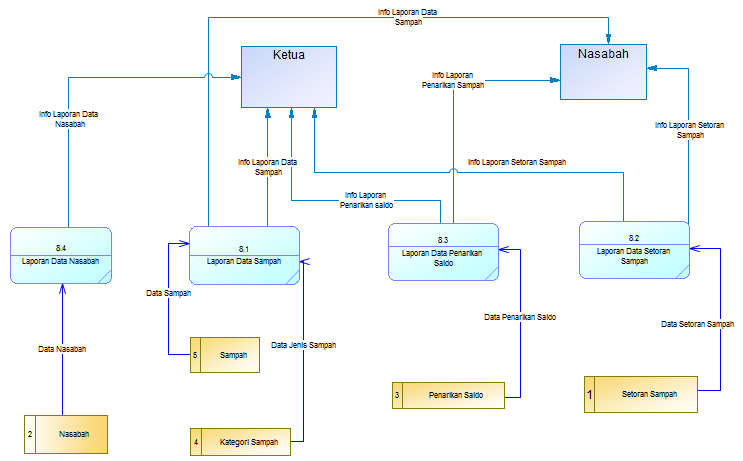 Info Laporan Data
Sampah
Ketua
Nasabah
Info Laporan
Penarikan Sampah
Info Laporan Data
Nasabah
Info Laporan Setoran
Sampah
Info Laporan Data
Sampah
Info Laporan Setoran Sampah
Info Laporan
Penarikan saldo
8.4
Laporan Data Nasabah
8.1
Laporan Data Sampah
8.3
Laporan Data Penarikan
Saldo
8.2
Laporan Data Setoran
Sampah
Data Sampah
Data Penarikan Saldo
Data Setoran Sampah
Data Nasabah
Data Jenis Sampah
5 Sampah
3 Penarikan Saldo
1 Setoran Sampah
2 Nasabah
4 Kategori Sampah